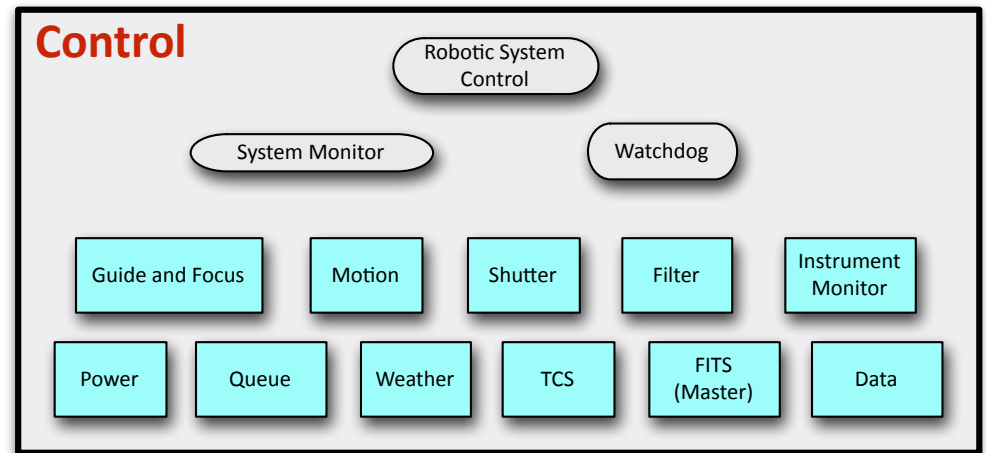 Control
Robotic System
Control
System Monitor
Watchdog
Guide and Focus
Motion
Shutter
Filter
Instrument
Monitor
Power
Queue
Weather
TCS
FITS
(Master)
Data